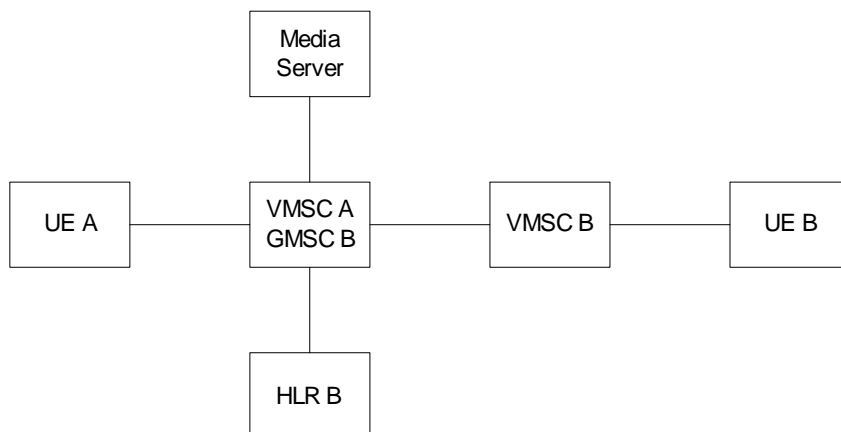 Media
Server
UE A
VMSC A
GMSC B
VMSC B
UE B
HLR B